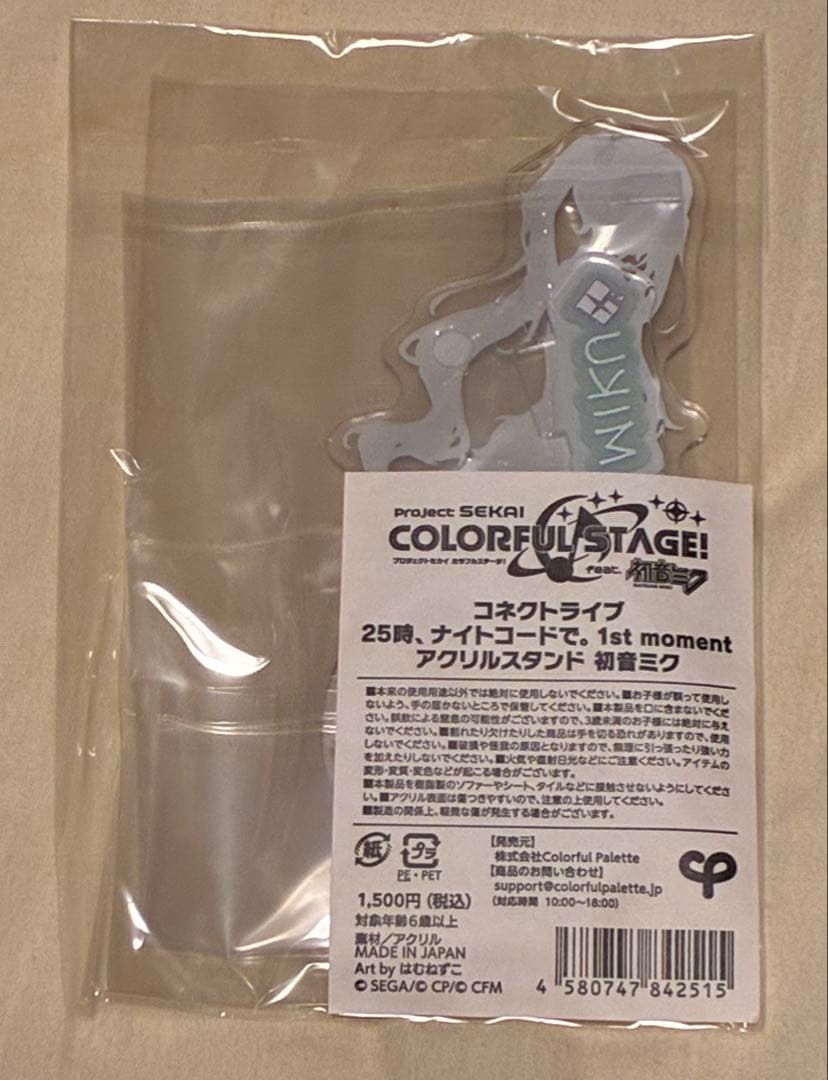 MIKU
Project SEKAI
COLORFUL STAGE!
プロジェクトセカイ カラフルステージ!
feat. 初音ミク
HATSUNE MIKU
コネクトライブ
25時、ナイトコードで。1st moment
アクリルスタンド 初音ミク
■本来の使用用途以外では絶対に使用しないでください。■お子様が誤って使用し
ないよう、手の届かないところで保管してください。■本製品を口に含まないでくだ
さい。誤飲による窒息の可能性がございますので、3歳未満のお子様には絶対に与え
ないでください。■割れたり欠けたりした商品は手を切る恐れがありますので、使用
しないでください。■破損や怪我の原因となりますので、無理に引っ張ったり強い力
を加えたりしないでください。■火気や直射日光などにご注意ください。アイテムの
変形・変質・変色などが起こる場合がございます。
■本製品を樹脂製のソファーやシート、タイルなどに接触させないようにしてくださ
い。■アクリル表面は傷つきやすいので、注意の上使用してください。
■製造の関係上、軽微な傷が発生する場合がございます。
紙
プラ
PE・PET
【発売元】
株式会社Colorful Palette
【商品のお問い合わせ】
support@colorfulpalette.jp
(対応時間 10:00〜18:00)
cp
1,500円(税込)
対象年齢6歳以上
素材/アクリル
MADE IN JAPAN
Art by はむねずこ
© SEGA/© CP/© CFM
4 580747 842515